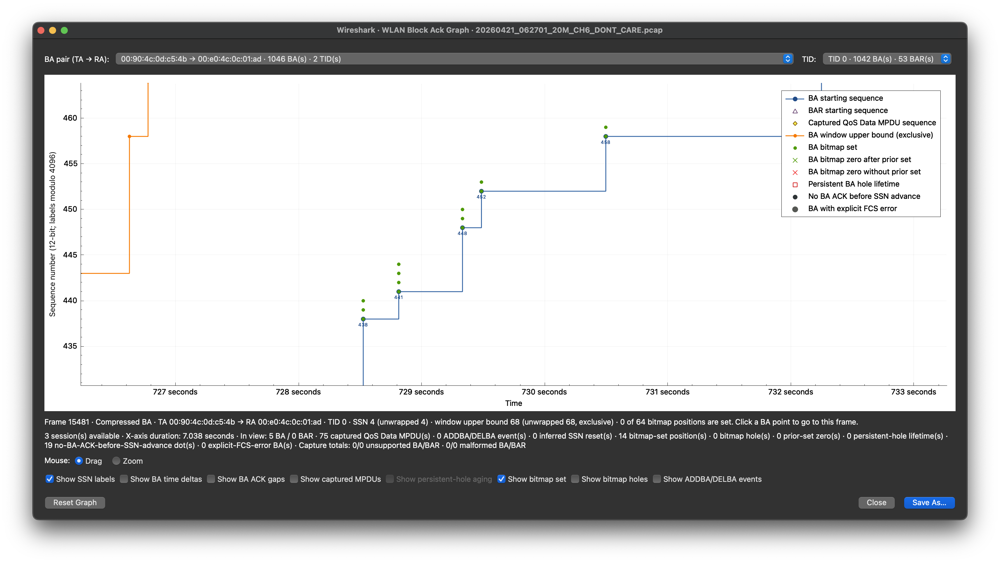 Wireshark · WLAN Block Ack Graph · 20260421_062701_20M_CH6_DONT_CARE.pcap
BA pair (TA → RA): 00:90:4c:0d:c5:4b → 00:e0:4c:0c:01:ad · 1046 BA(s) · 2 TID(s) TID: TID 0 · 1042 BA(s) · 53 BAR(s)
Sequence number (12-bit; labels modulo 4096)
460
455
450
445
440
435
438
441
448
452
458
BA starting sequence
BAR starting sequence
Captured QoS Data MPDU sequence
BA window upper bound (exclusive)
BA bitmap set
BA bitmap zero after prior set
BA bitmap zero without prior set
Persistent BA hole lifetime
No BA ACK before SSN advance
BA with explicit FCS error
727 seconds 728 seconds 729 seconds 730 seconds 731 seconds 732 seconds 733 seconds
Time
Frame 15481 · Compressed BA · TA 00:90:4c:0d:c5:4b → RA 00:e0:4c:0c:01:ad · TID 0 · SSN 4 (unwrapped 4) · window upper bound 68 (unwrapped 68, exclusive) · 0 of 64 bitmap positions are set. Click a BA point to go to this frame.
3 session(s) available · X-axis duration: 7.038 seconds · In view: 5 BA / 0 BAR · 75 captured QoS Data MPDU(s) · 0 ADDBA/DELBA event(s) · 0 inferred SSN reset(s) · 14 bitmap-set position(s) · 0 bitmap hole(s) · 0 prior-set zero(s) · 0 persistent-hole lifetime(s) ·
19 no-BA-ACK-before-SSN-advance dot(s) · 0 explicit-FCS-error BA(s) · Capture totals: 0/0 unsupported BA/BAR · 0/0 malformed BA/BAR
Mouse: Drag Zoom
Show SSN labels Show BA time deltas Show BA ACK gaps Show captured MPDUs Show persistent-hole aging Show bitmap set Show bitmap holes Show ADDBA/DELBA events
Reset Graph Close Save As...